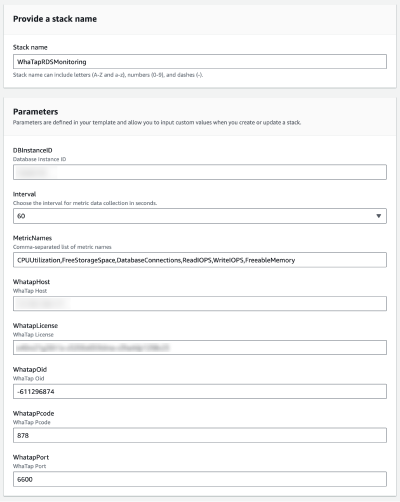 Provide a stack name
Stack name
WhaTapRDSMonitoring
Stack name can include letters (A-Z and a-z), numbers (0-9), and dashes (-).
Parameters
Parameters are defined in your template and allow you to input custom values when you create or update a stack.
DBInstanceID
Database Instance ID
Interval
Choose the interval for metric data collection in seconds.
60
MetricNames
Comma-separated list of metric names
CPUUtilization,FreeStorageSpace,DatabaseConnections,ReadIOPS,WriteIOPS,FreeableMemory
WhatapHost
WhaTap Host
WhatapLicense
WhaTap License
WhatapOid
WhaTap Oid
-611296874
WhatapPcode
WhaTap Pcode
878
WhatapPort
WhaTap Port
6600